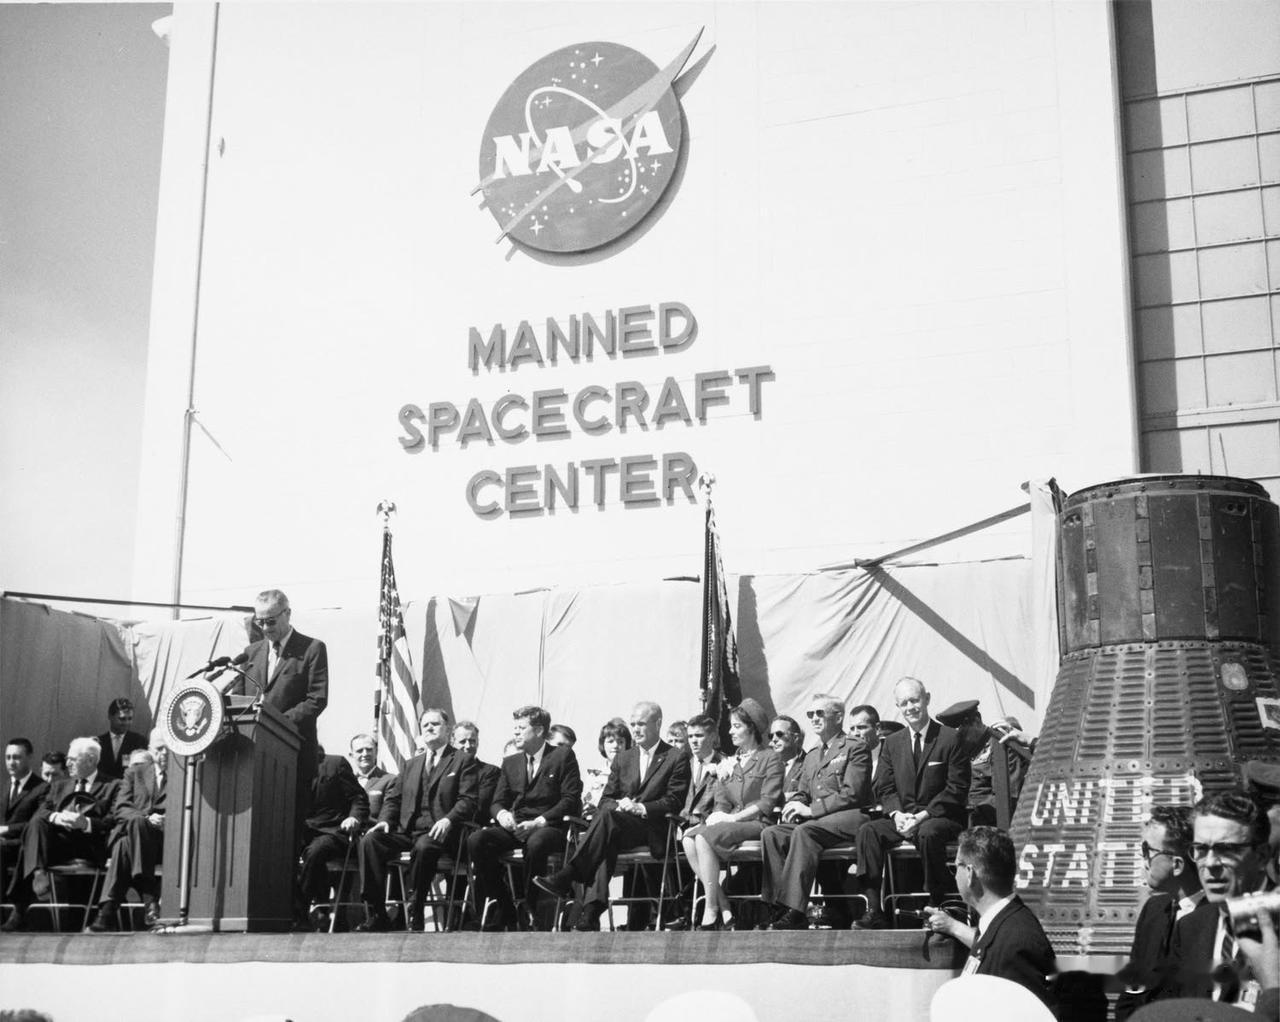 NASA
MANNED
SPACECRAFT
CENTER
UNITED
STAT